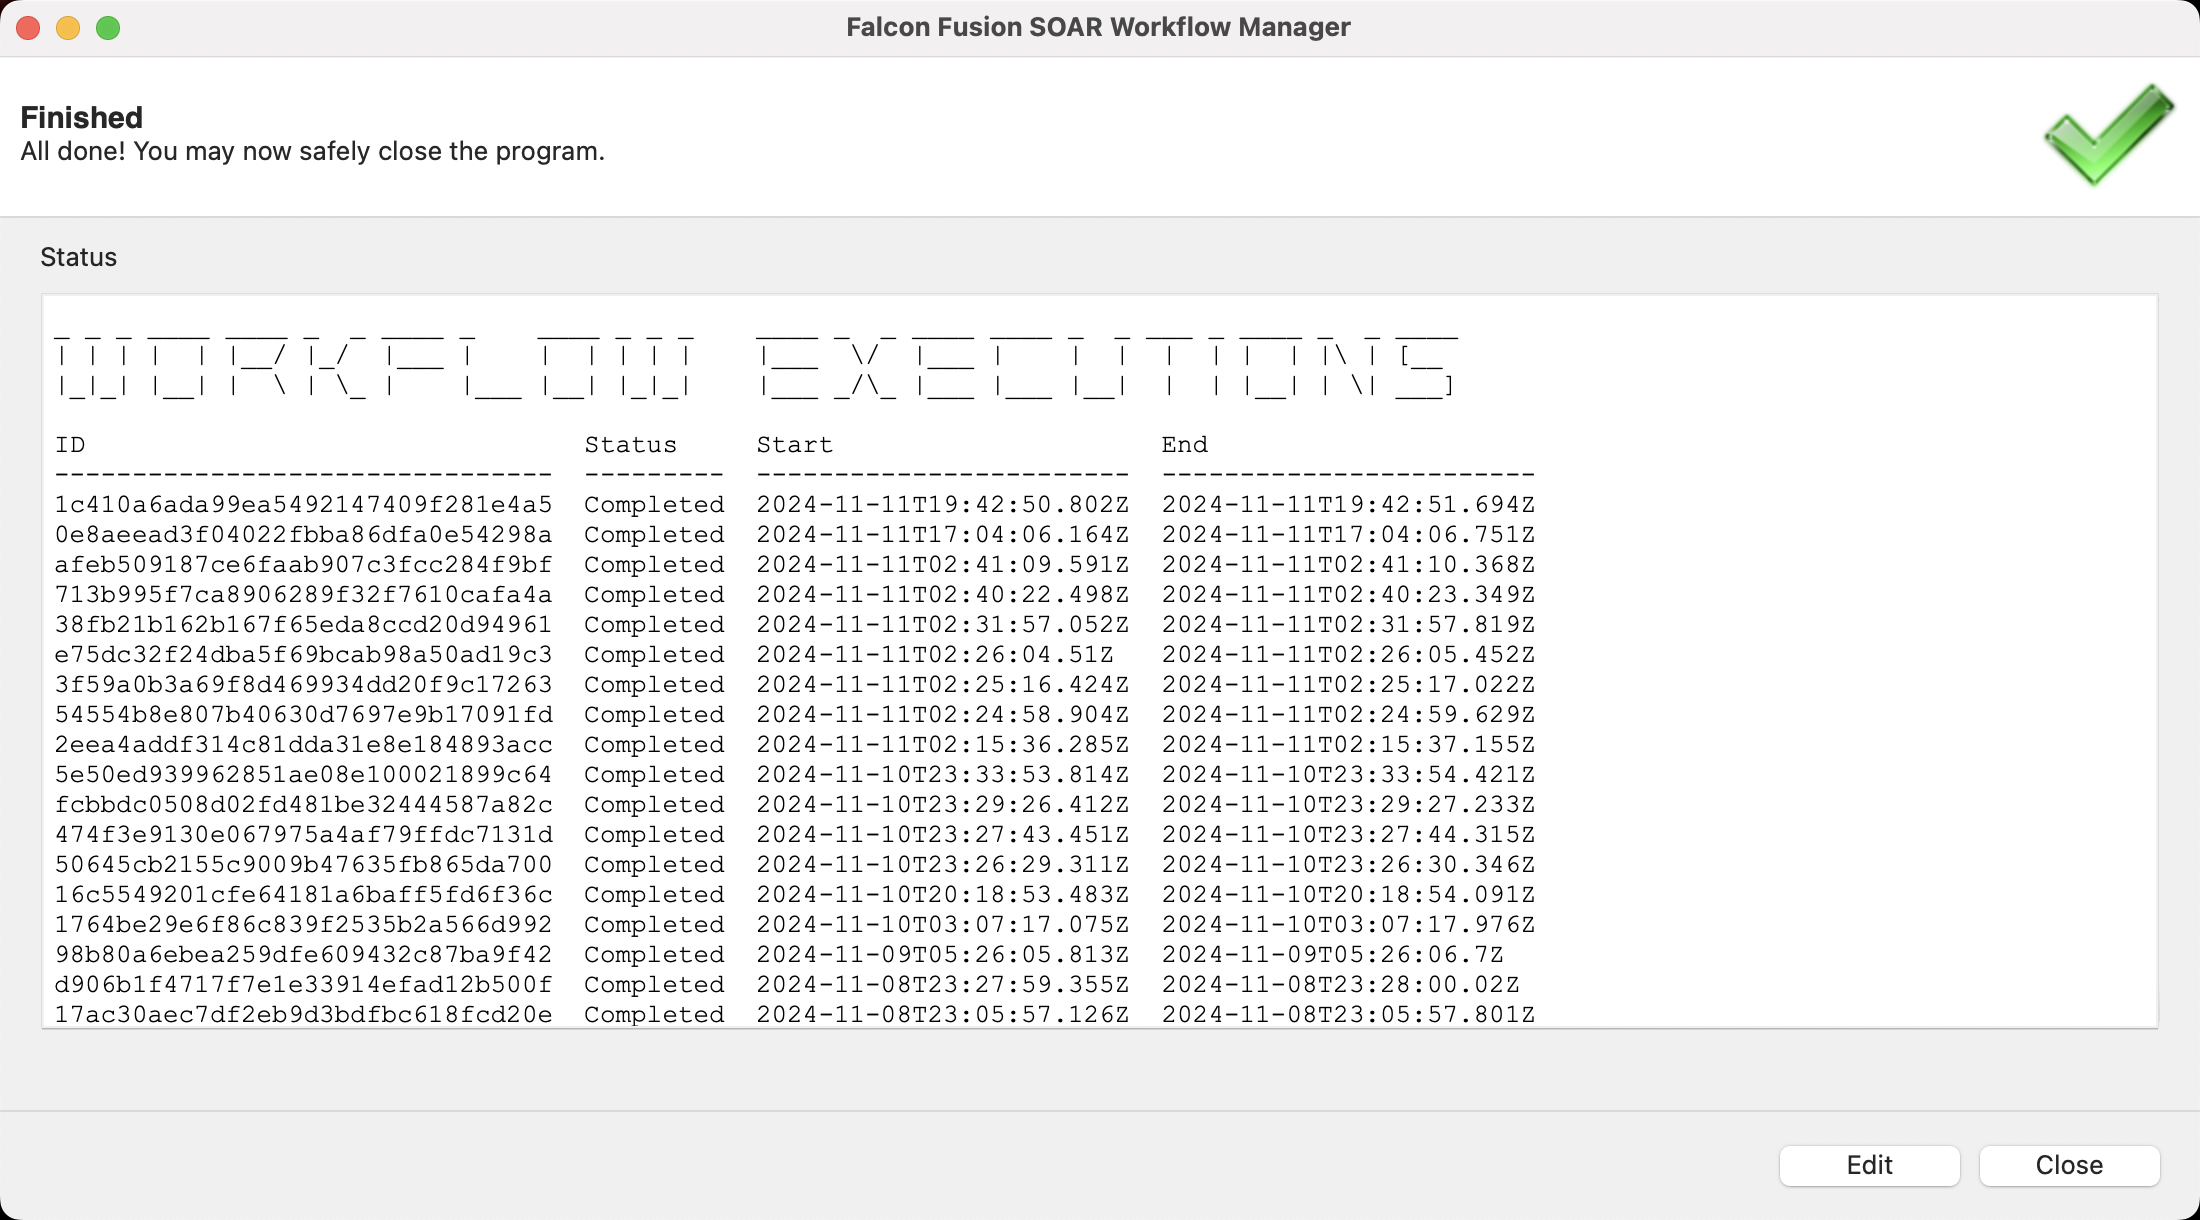 Falcon Fusion SOAR Workflow Manager
Finished
All done! You may now safely close the program.
Status
WORKFLOW EXECUTIONS
ID Status Start End
-------------------------------- --------- ------------------------ ------------------------
1c410a6ada99ea5492147409f281e4a5 Completed 2024-11-11T19:42:50.802Z 2024-11-11T19:42:51.694Z
0e8aeead3f04022fbba86dfa0e54298a Completed 2024-11-11T17:04:06.164Z 2024-11-11T17:04:06.751Z
afeb509187ce6faab907c3fcc284f9bf Completed 2024-11-11T02:41:09.591Z 2024-11-11T02:41:10.368Z
713b995f7ca8906289f32f7610cafa4a Completed 2024-11-11T02:40:22.498Z 2024-11-11T02:40:23.349Z
38fb21b162b167f65eda8ccd20d94961 Completed 2024-11-11T02:31:57.052Z 2024-11-11T02:31:57.819Z
e75dc32f24dba5f69bcab98a50ad19c3 Completed 2024-11-11T02:26:04.51Z 2024-11-11T02:26:05.452Z
3f59a0b3a69f8d469934dd20f9c17263 Completed 2024-11-11T02:25:16.424Z 2024-11-11T02:25:17.022Z
54554b8e807b40630d7697e9b17091fd Completed 2024-11-11T02:24:58.904Z 2024-11-11T02:24:59.629Z
2eea4addf314c81dda31e8e184893acc Completed 2024-11-11T02:15:36.285Z 2024-11-11T02:15:37.155Z
5e50ed939962851ae08e100021899c64 Completed 2024-11-10T23:33:53.814Z 2024-11-10T23:33:54.421Z
fcbbdc0508d02fd481be32444587a82c Completed 2024-11-10T23:29:26.412Z 2024-11-10T23:29:27.233Z
474f3e9130e067975a4af79ffdc7131d Completed 2024-11-10T23:27:43.451Z 2024-11-10T23:27:44.315Z
50645cb2155c9009b47635fb865da700 Completed 2024-11-10T23:26:29.311Z 2024-11-10T23:26:30.346Z
16c5549201cfe64181a6baff5fd6f36c Completed 2024-11-10T20:18:53.483Z 2024-11-10T20:18:54.091Z
1764be29e6f86c839f2535b2a566d992 Completed 2024-11-10T03:07:17.075Z 2024-11-10T03:07:17.976Z
98b80a6ebea259dfe609432c87ba9f42 Completed 2024-11-09T05:26:05.813Z 2024-11-09T05:26:06.7Z
d906b1f4717f7e1e33914efad12b500f Completed 2024-11-08T23:27:59.355Z 2024-11-08T23:28:00.02Z
17ac30aec7df2eb9d3bdfbc618fcd20e Completed 2024-11-08T23:05:57.126Z 2024-11-08T23:05:57.801Z
Edit Close